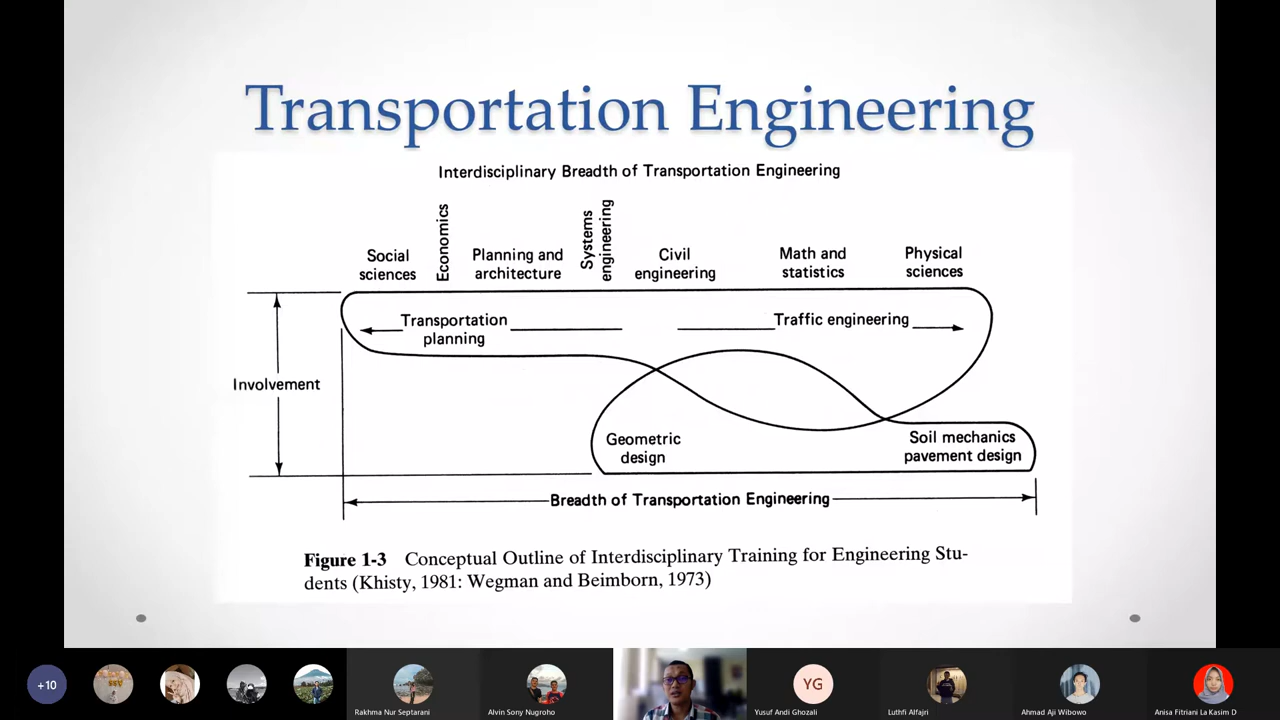 Transportation Engineering
Interdisciplinary Breadth of Transportation Engineering
Social
sciences
Economics
Planning and
architecture
Systems
engineering
Civil
engineering
Math and
statistics
Physical
sciences
Transportation
planning
Traffic engineering
Involvement
Geometric
design
Soil mechanics
pavement design
Breadth of Transportation Engineering
Figure 1-3 Conceptual Outline of Interdisciplinary Training for Engineering Stu-
dents (Khisty, 1981: Wegman and Beimborn, 1973)
+10
Rakhma Nur Septarani
Alvin Sony Nugroho
YG
Yusuf Andi Ghozali
Luthfi Alfajri
Ahmad Aji Wibowo
Anisa Fitriani La Kasim D